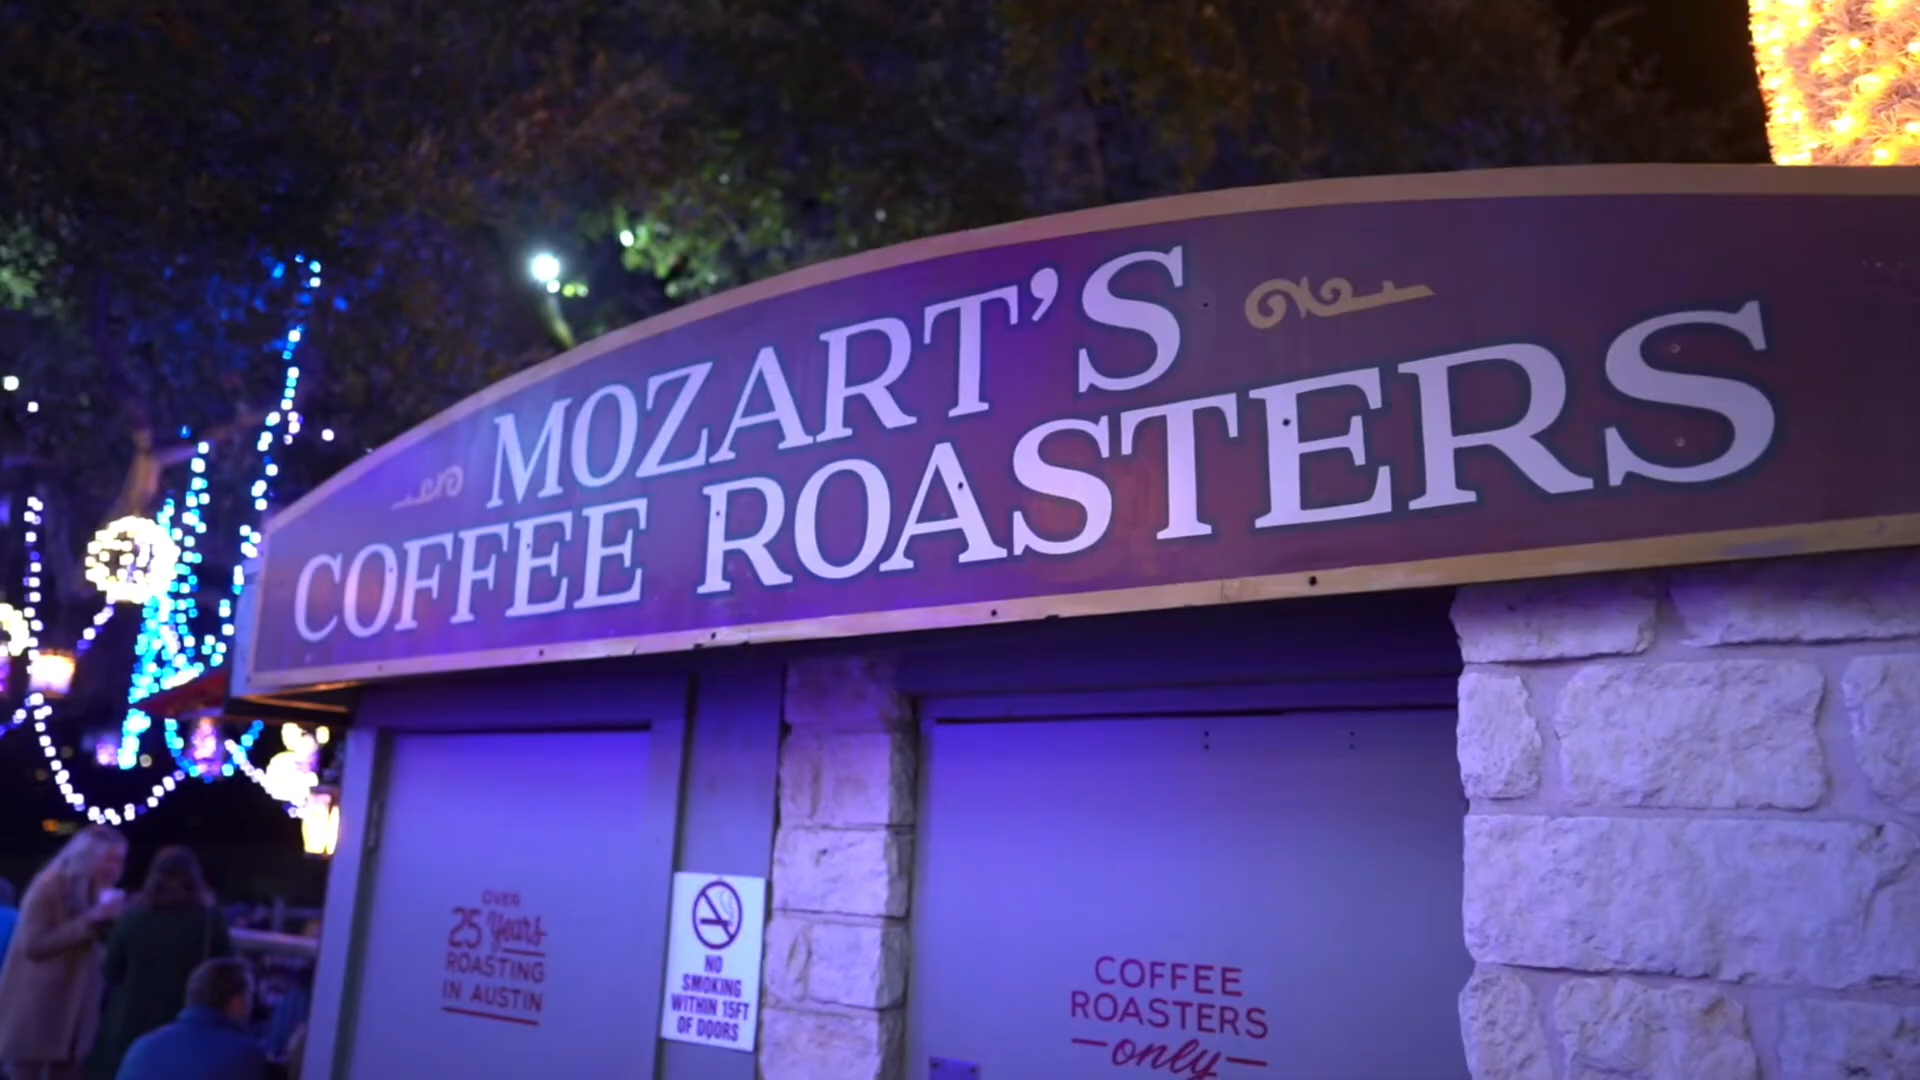 MOZART'S
COFFEE ROASTERS
OVER
25 Years
ROASTING
IN AUSTIN
NO
SMOKING
WITHIN 15FT
OF DOORS
COFFEE
ROASTERS
only